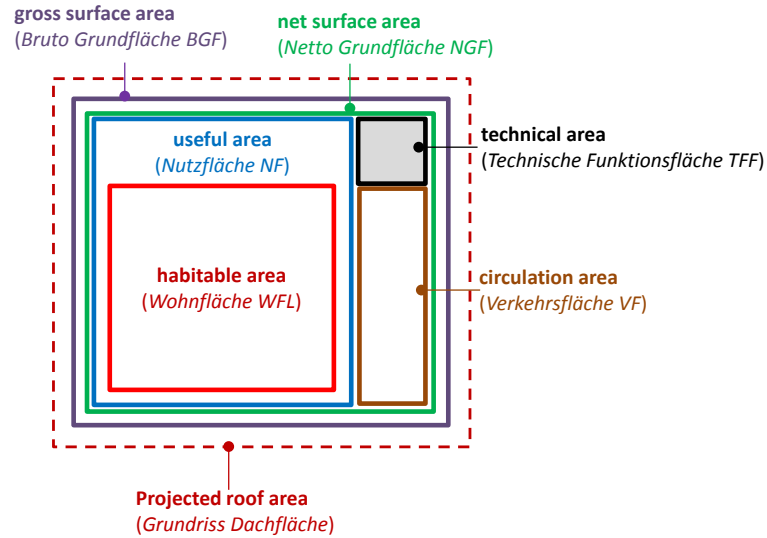 gross surface area
(Bruto Grundfläche BGF)
net surface area
(Netto Grundfläche NGF)
useful area
(Nutzfläche NF)
technical area
(Technische Funktionsfläche TFF)
habitable area
(Wohnfläche WFL)
circulation area
(Verkehrsfläche VF)
Projected roof area
(Grundriss Dachfläche)